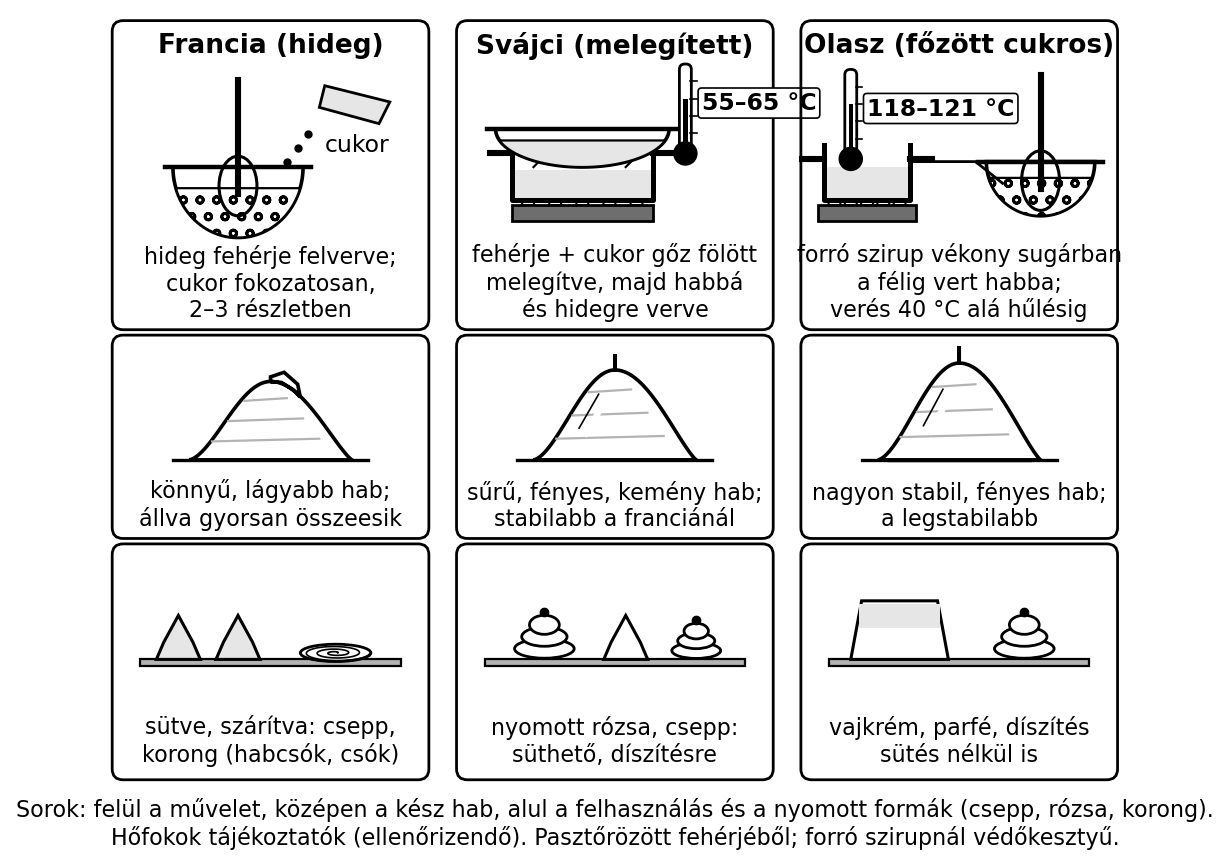 Francia (hideg)
cukor
hideg fehérje felverve;
cukor fokozatosan,
2–3 részletben
Svájci (melegített)
55–65 °C
fehérje + cukor gőz fölött
melegítve, majd habbá
és hidegre verve
Olasz (főzött cukros)
118–121 °C
forró szirup vékony sugárban
a félig vert habba;
verés 40 °C alá hűlésig
könnyű, lágyabb hab;
állva gyorsan összeesik
sűrű, fényes, kemény hab;
stabilabb a franciánál
nagyon stabil, fényes hab;
a legstabilabb
sütve, szárítva: csepp,
korong (habcsók, csók)
nyomott rózsa, csepp:
süthető, díszítésre
vajkrém, parfé, díszítés
sütés nélkül is
Sorok: felül a művelet, középen a kész hab, alul a felhasználás és a nyomott formák (csepp, rózsa, korong).
Hőfokok tájékoztatók (ellenőrizendő). Pasztőrözött fehérjéből; forró szirupnál védőkesztyű.